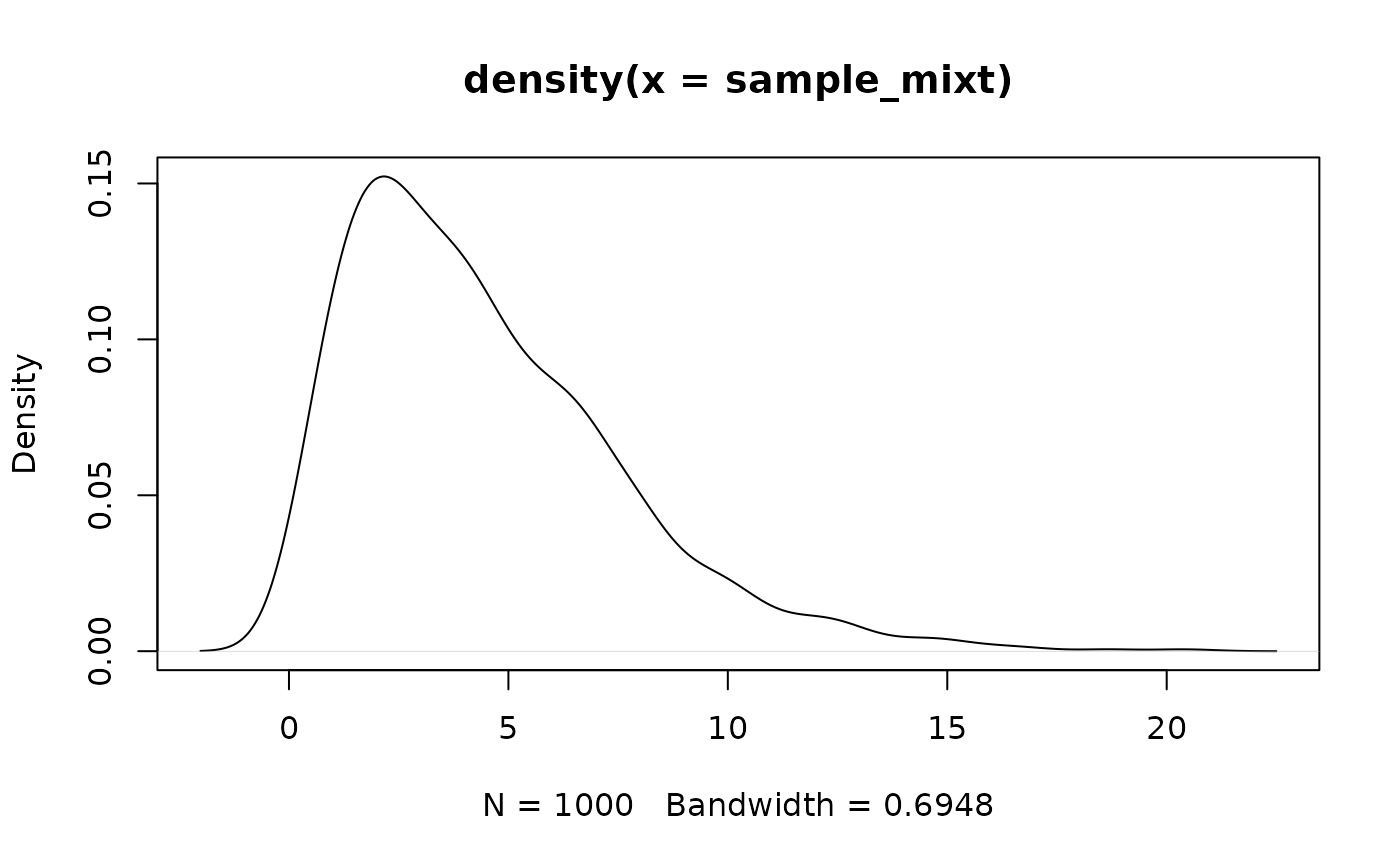 density(x = sample_mixt)
Density
0.15
0.10
0.05
0.00
0 5 10 15 20
N = 1000 Bandwidth = 0.6948